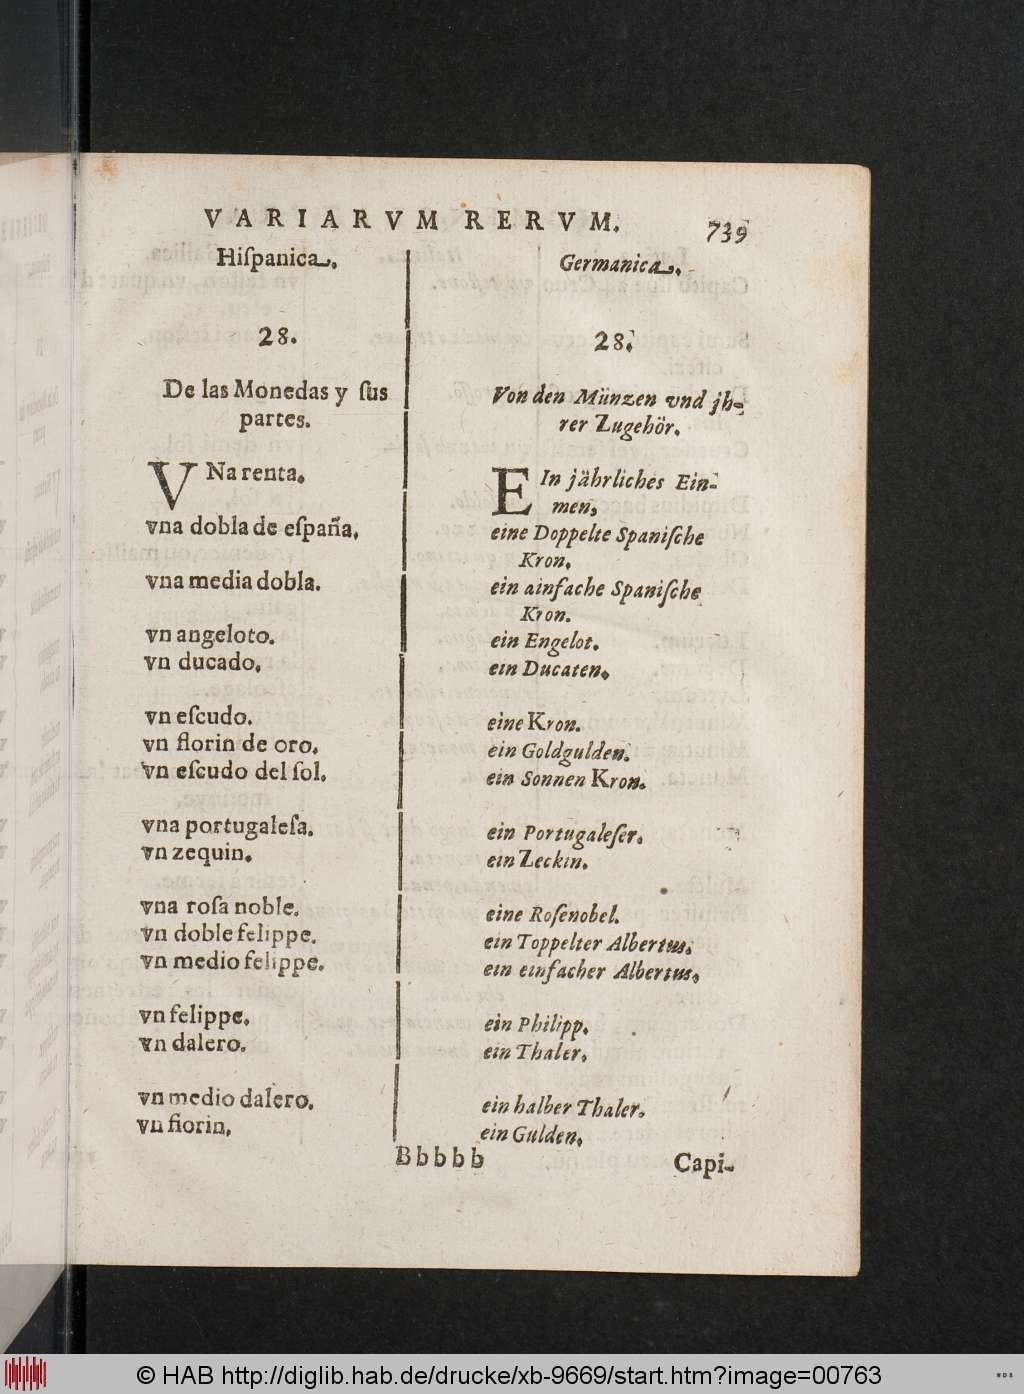 VARIARVM RERVM. 739
Hiſpanica.
28.
De las Monedas y ſus
partes.
VNa renta.
vna dobla de eſpaña,
vna media dobla.
vn angeloto.
vn ducado,
vn eſcudo.
vn florin de oro,
vn eſcudo del ſol.
vna portugaleſa.
vn zequin.
vna roſa noble.
vn doble felippe.
vn medio felippe.
vn felippe,
vn dalero.
vn medio dalero.
vn fiorin,
Germanica.
28.
Von den Münzen vnd jh-
rer Zugehör.
EIn jährliches Ein-
men,
eine Doppelte Spaniſche
Kron.
ein ainfache Spaniſche
Kron.
ein Engelot.
ein Ducaten.
eine Kron.
ein Goldgulden.
ein Sonnen Kron.
ein Portugaleſer.
ein Zeckin.
eine Roſenobel.
ein Toppelter Albertus.
ein einfacher Albertus,
ein Philipp.
ein Thaler,
ein halber Thaler.
ein Gulden.
Bbbbb
Capi-
© HAB http://diglib.hab.de/drucke/xb-9669/start.htm?image=00763